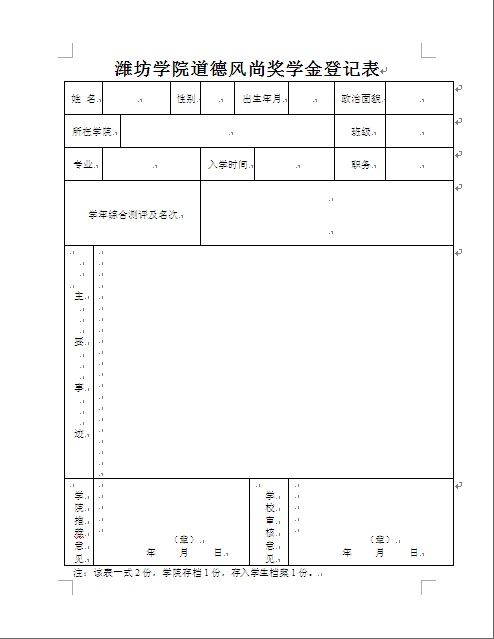 潍坊学院道德风尚奖学金登记表
姓 名 性别 出生年月 政治面貌
所在学院 班级
专业 入学时间 职务
学年综合测评及名次
主要事迹
学院推荐意见
（章）
年 月 日
学校审核意见
（章）
年 月 日
注：该表一式2份，学院存档1份，存入学生档案1份。